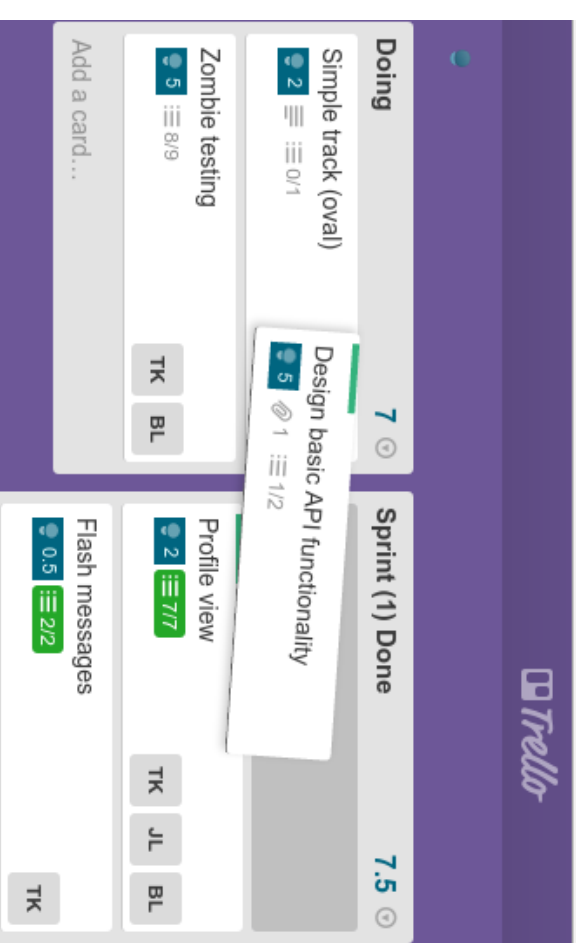 Trello
Doing 7
Simple track (oval)
2 0/1
Zombie testing
5 8/9
TK BL
Add a card…
Design basic API functionality
5 1 1/2
Sprint (1) Done 7.5
Profile view
2 7/7
TK JL BL
Flash messages
0.5 2/2
TK